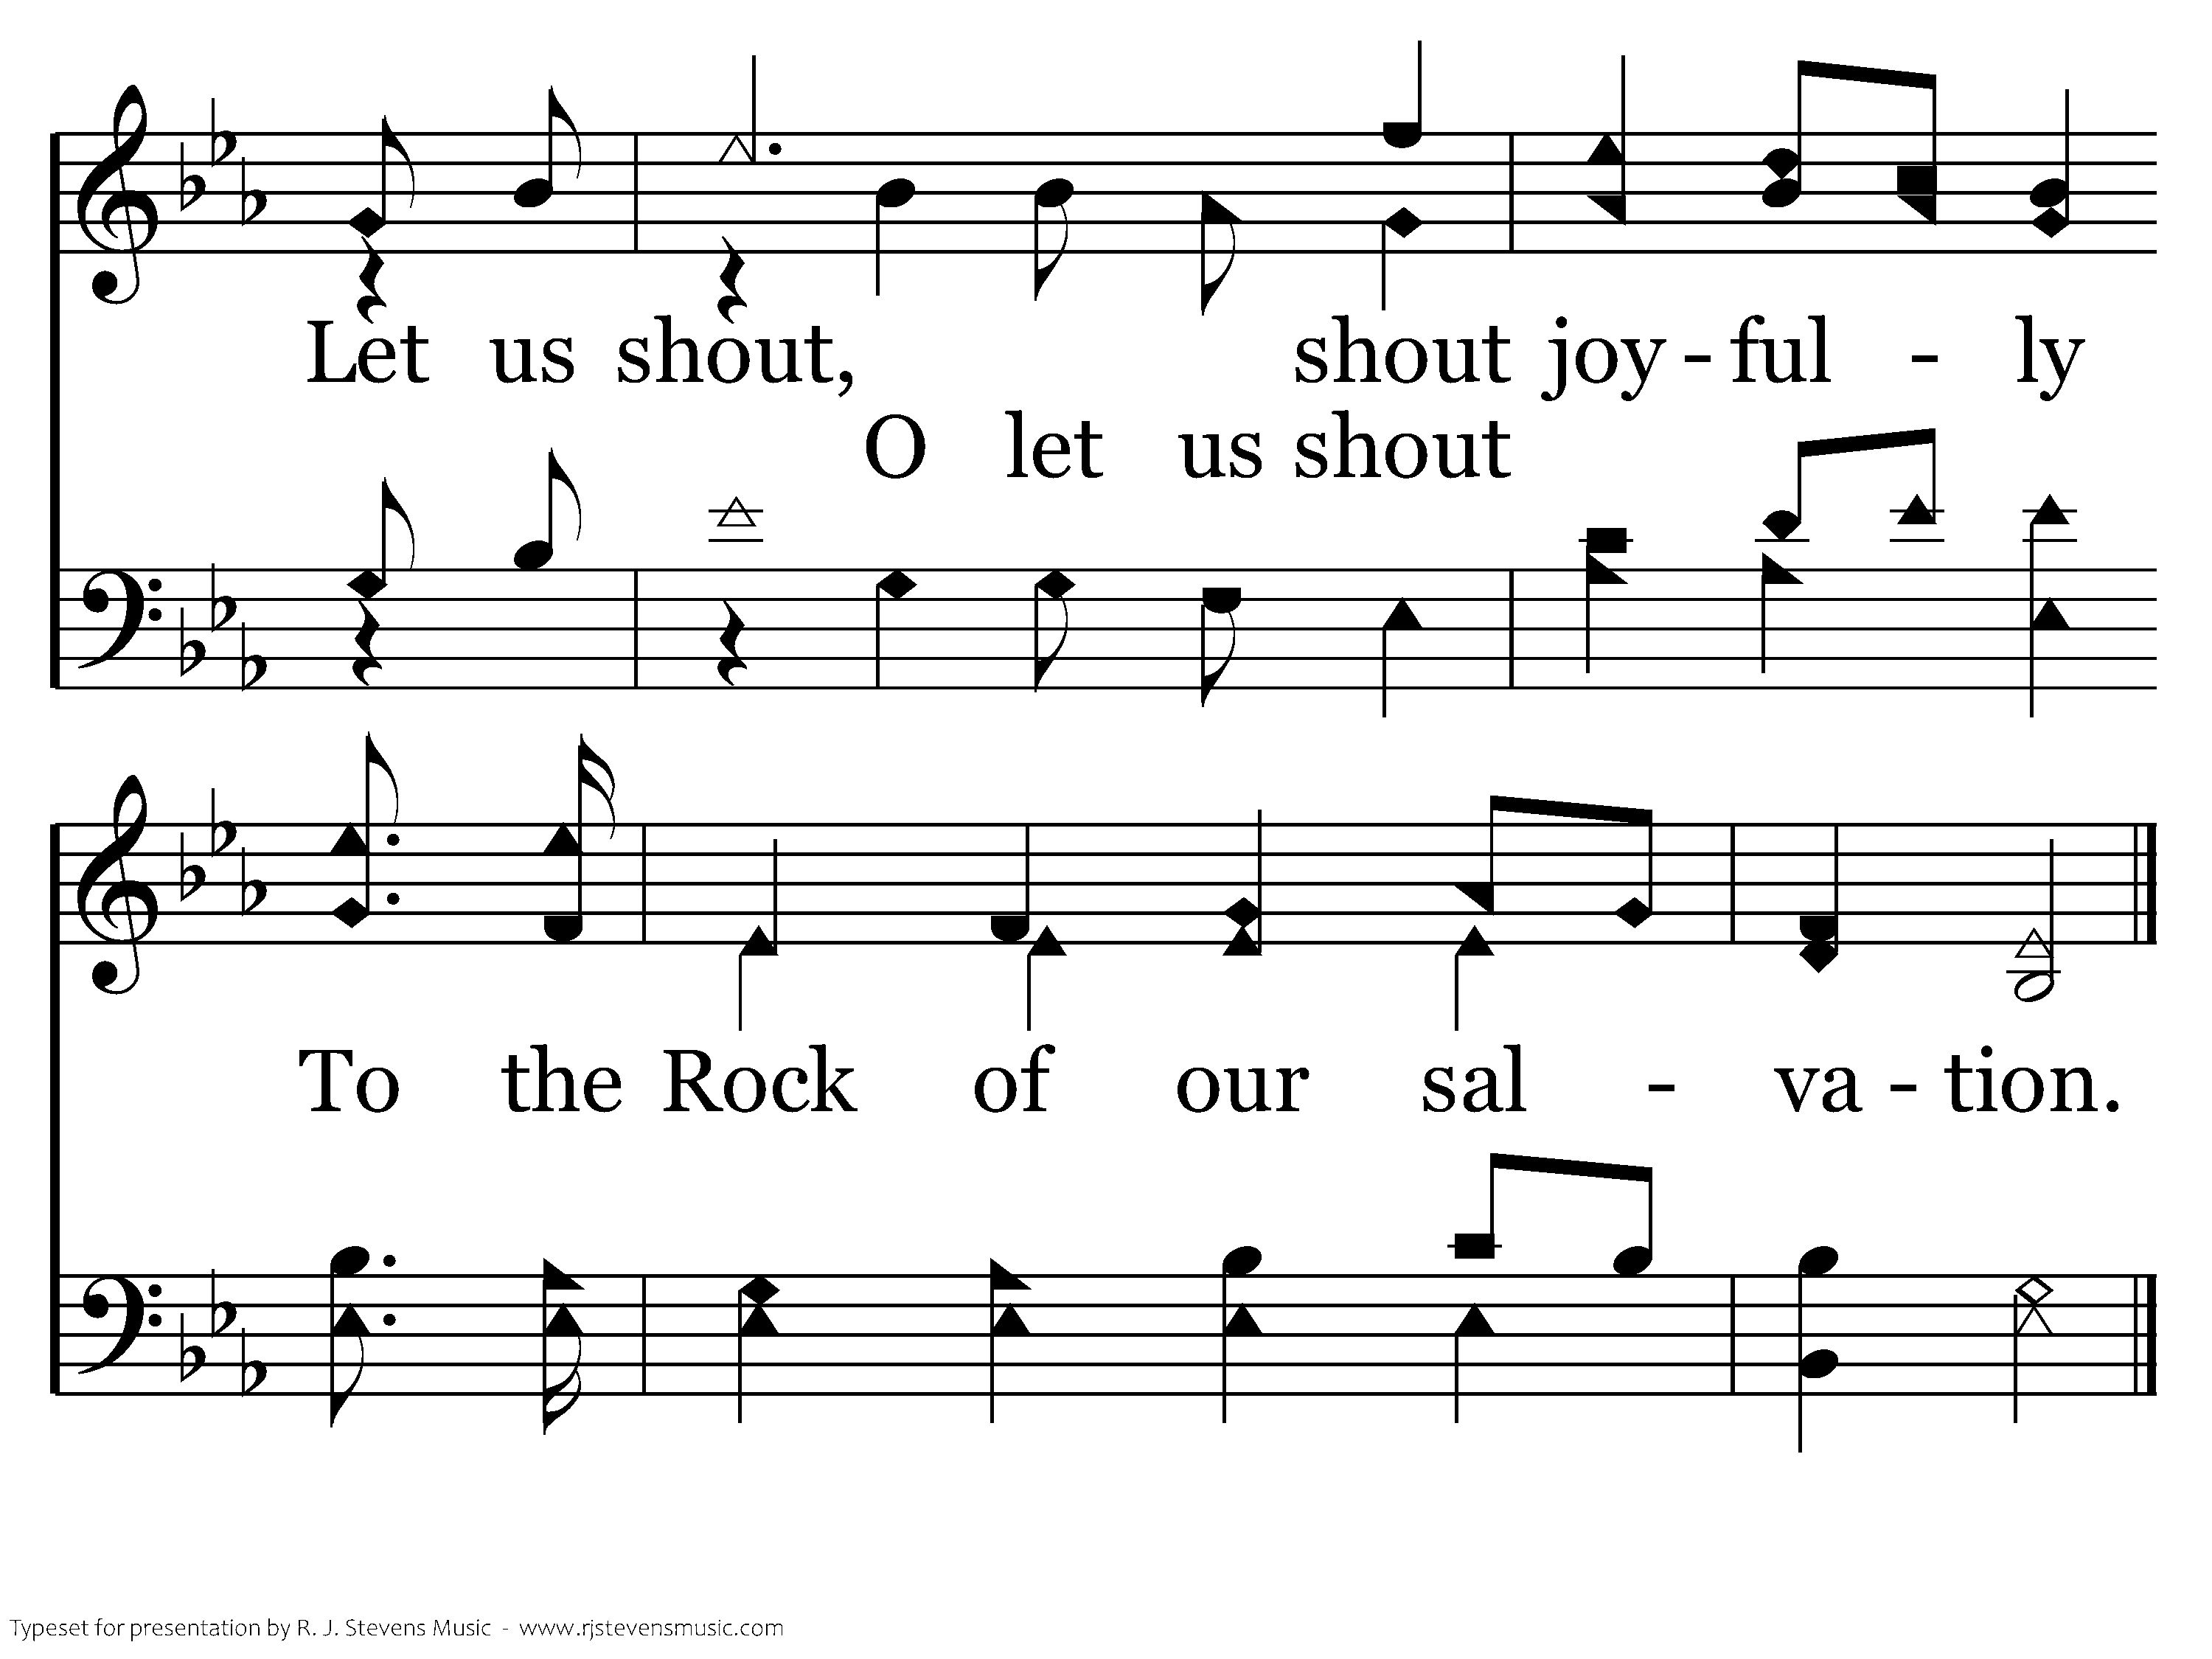 Let us shout, shout joy - ful - ly
O let us shout
To the Rock of our sal - va - tion.
Typeset for presentation by R. J. Stevens Music - www.rjstevensmusic.com